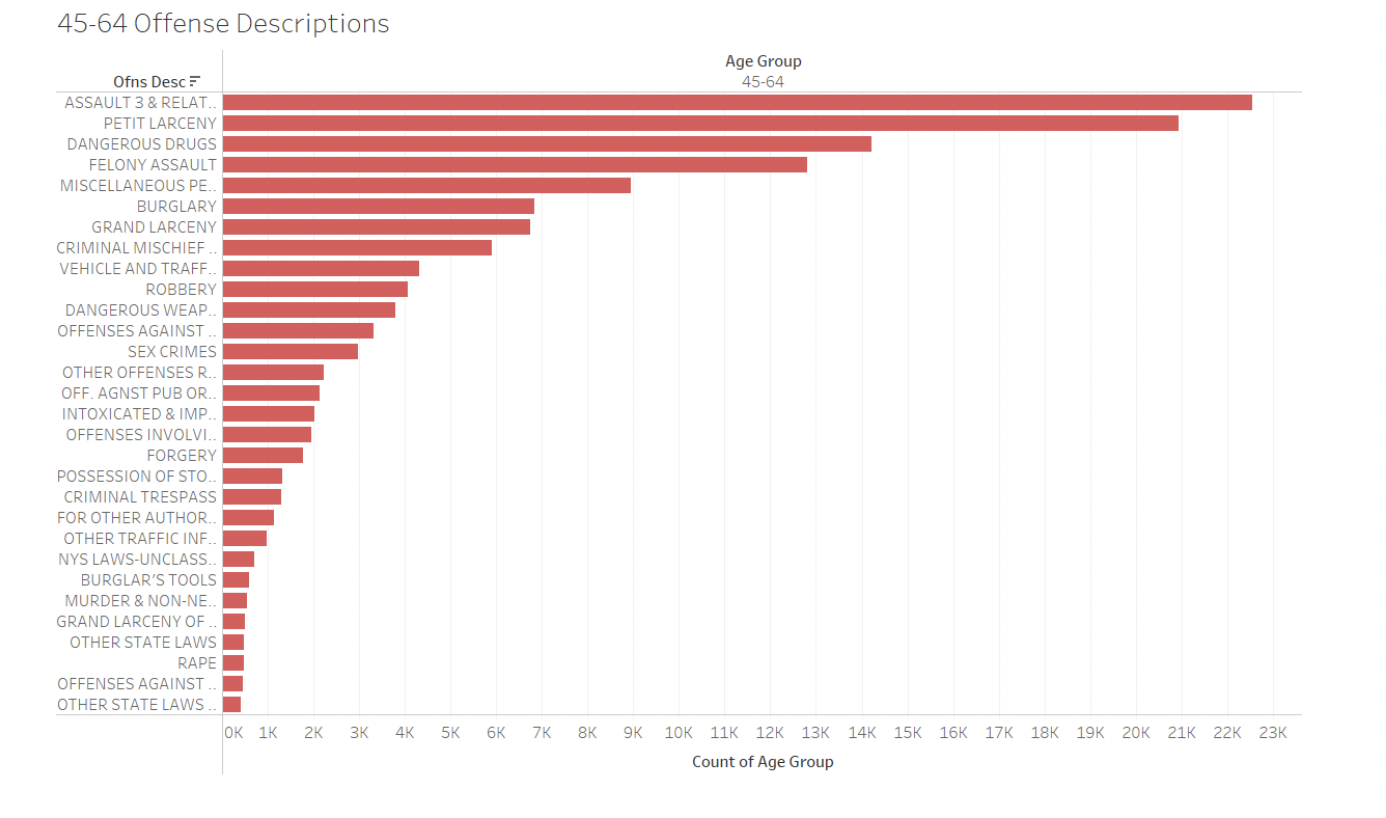 45-64 Offense Descriptions
Age Group
Ofns Desc 45-64
ASSAULT 3 & RELAT..
PETIT LARCENY
DANGEROUS DRUGS
FELONY ASSAULT
MISCELLANEOUS PE..
BURGLARY
GRAND LARCENY
CRIMINAL MISCHIEF ..
VEHICLE AND TRAFF..
ROBBERY
DANGEROUS WEAP..
OFFENSES AGAINST ..
SEX CRIMES
OTHER OFFENSES R..
OFF. AGNST PUB OR..
INTOXICATED & IMP..
OFFENSES INVOLVI..
FORGERY
POSSESSION OF STO..
CRIMINAL TRESPASS
FOR OTHER AUTHOR..
OTHER TRAFFIC INF..
NYS LAWS-UNCLASS..
BURGLAR'S TOOLS
MURDER & NON-NE..
GRAND LARCENY OF ..
OTHER STATE LAWS
RAPE
OFFENSES AGAINST ..
OTHER STATE LAWS ..
0K 1K 2K 3K 4K 5K 6K 7K 8K 9K 10K 11K 12K 13K 14K 15K 16K 17K 18K 19K 20K 21K 22K 23K
Count of Age Group